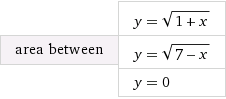 area between
y = √(1 + x)
y = √(7 − x)
y = 0